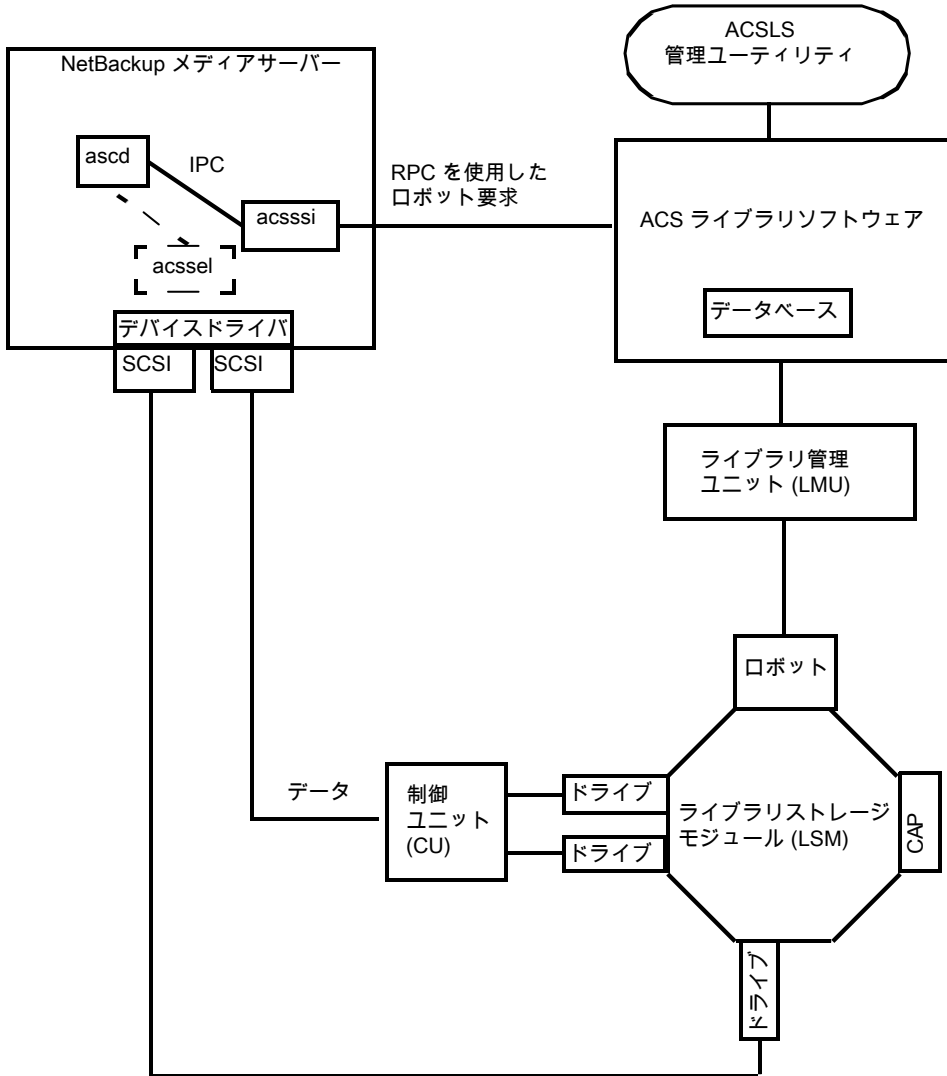 ACSLS
管理ユーティリティ
NetBackup メディアサーバー
ascd
IPC
acsssi
acssel
RPC を使用した
ロボット要求
ACS ライブラリソフトウェア
データベース
デバイスドライバ
SCSI
SCSI
ライブラリ管理
ユニット (LMU)
ロボット
データ
制御
ユニット
(CU)
ドライブ
ドライブ
ライブラリストレージ
モジュール (LSM)
CAP
ドライブ